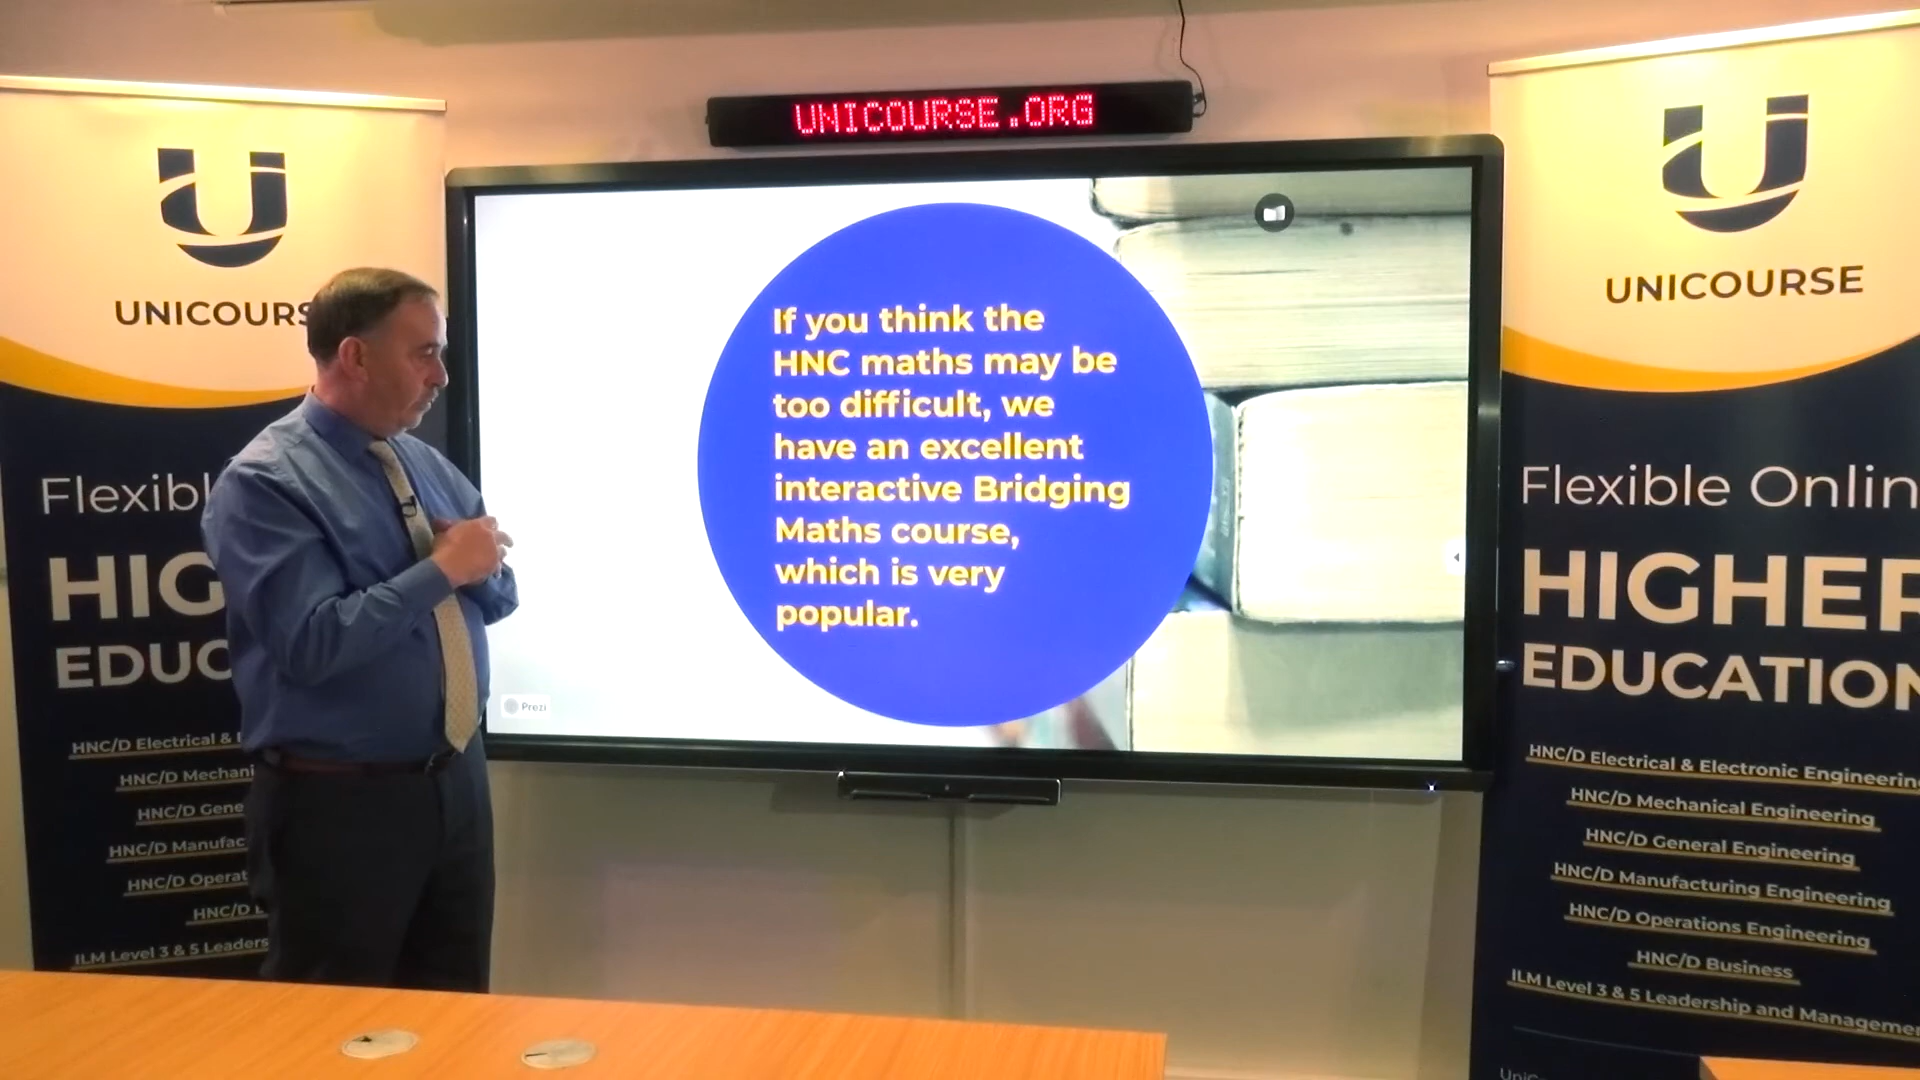 UNICOURSE.ORG
UNICOURS
Flexibl
HIG
EDUC
HNC/D Electrical &
HNC/D Mechani
HNC/D Gene
HNC/D Manufac
HNC/D Operat
HNC/D
ILM Level 3 & 5 Leaders
If you think the
HNC maths may be
too difficult, we
have an excellent
interactive Bridging
Maths course,
which is very
popular.
Prezi
UNICOURSE
Flexible Onlin
HIGHER
EDUCATION
HNC/D Electrical & Electronic Engineering
HNC/D Mechanical Engineering
HNC/D General Engineering
HNC/D Manufacturing Engineering
HNC/D Operations Engineering
HNC/D Business
ILM Level 3 & 5 Leadership and Managemen